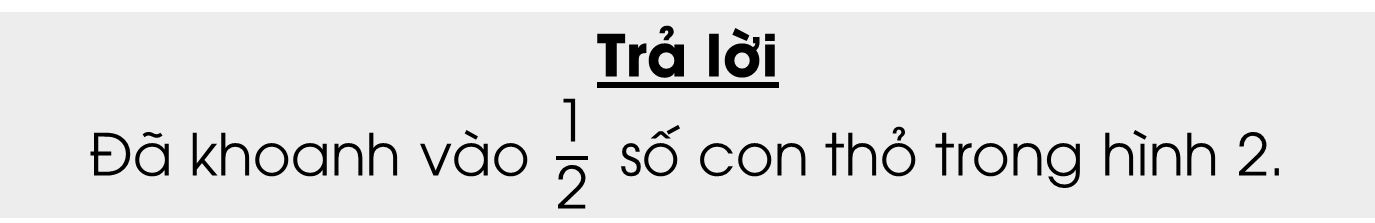 Trả lời
Đã khoanh vào 1/2 số con thỏ trong hình 2.